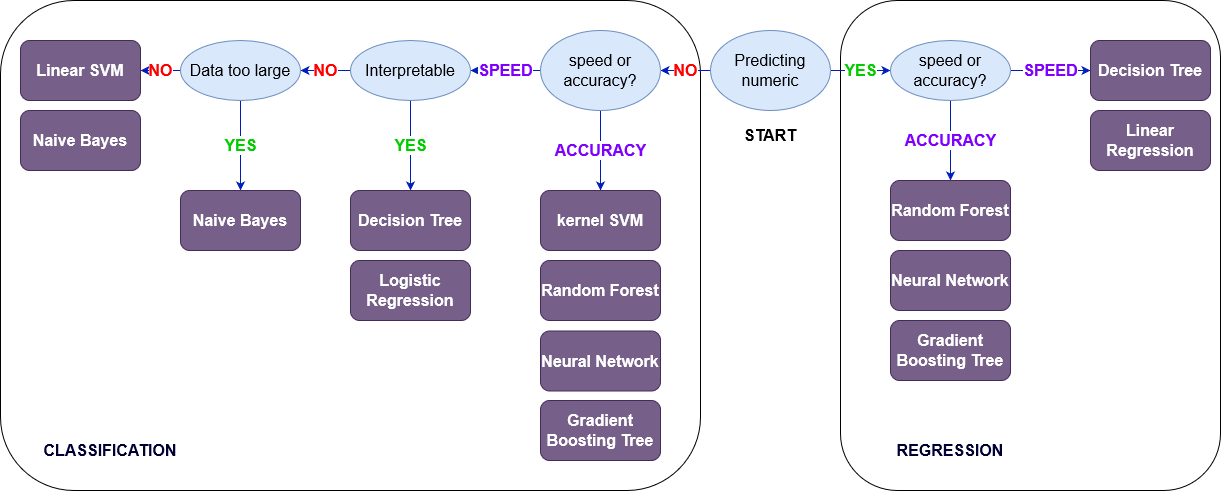 Linear SVM
NO
Data too large
NO
Interpretable
SPEED
speed or
accuracy?
NO
Predicting
numeric
YES
speed or
accuracy?
SPEED
Decision Tree
START
Naive Bayes
YES
YES
ACCURACY
ACCURACY
Linear
Regression
Naive Bayes
Decision Tree
kernel SVM
Random Forest
Logistic
Regression
Random Forest
Neural Network
Neural Network
Gradient
Boosting Tree
Gradient
Boosting Tree
CLASSIFICATION
REGRESSION